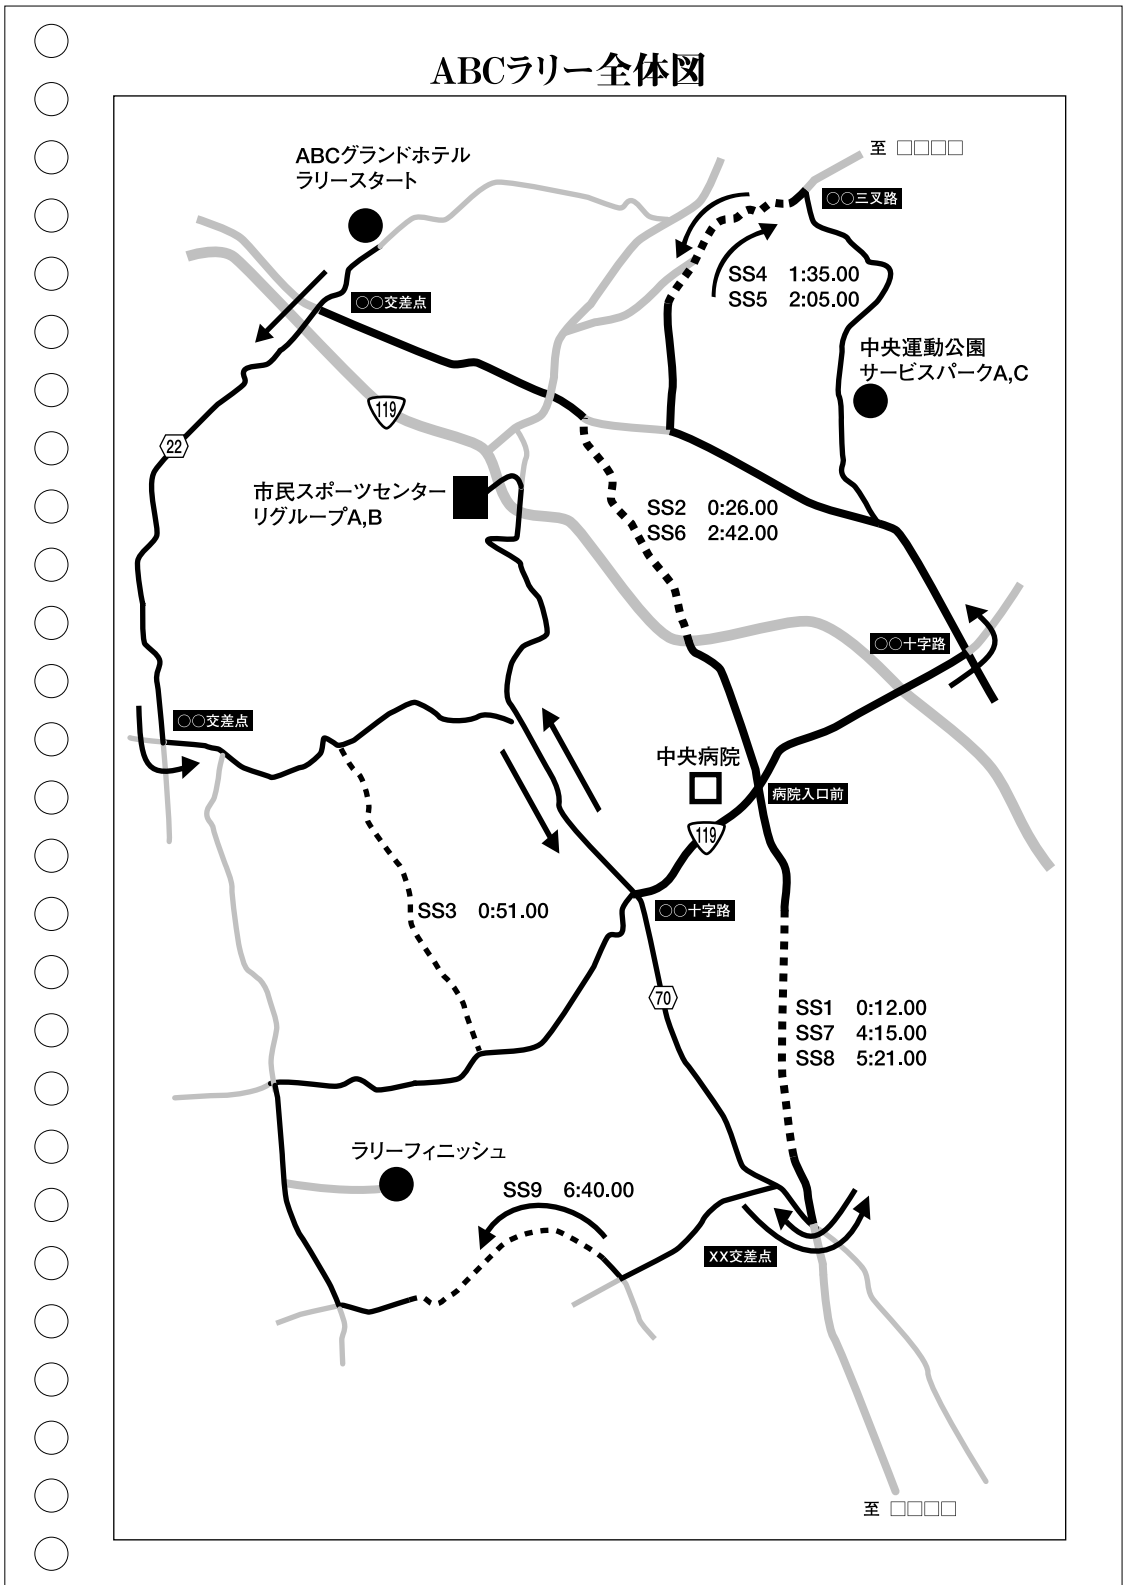 ABCラリー全体図
至 □□□□
ABCグランドホテル
ラリースタート
○○三叉路
SS4 1:35.00
SS5 2:05.00
○○交差点
中央運動公園
サービスパークA,C
119
22
市民スポーツセンター
リグループA,B
SS2 0:26.00
SS6 2:42.00
○○十字路
○○交差点
中央病院
病院入口前
119
SS3 0:51.00
○○十字路
70
SS1 0:12.00
SS7 4:15.00
SS8 5:21.00
ラリーフィニッシュ
SS9 6:40.00
XX交差点
至 □□□□